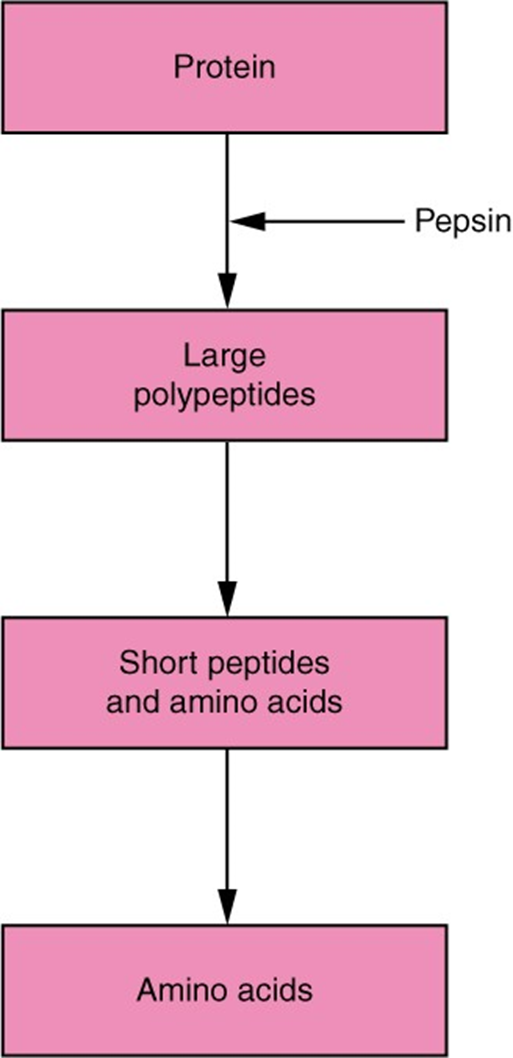 Protein
Pepsin
Large
polypeptides
Short peptides
and amino acids
Amino acids